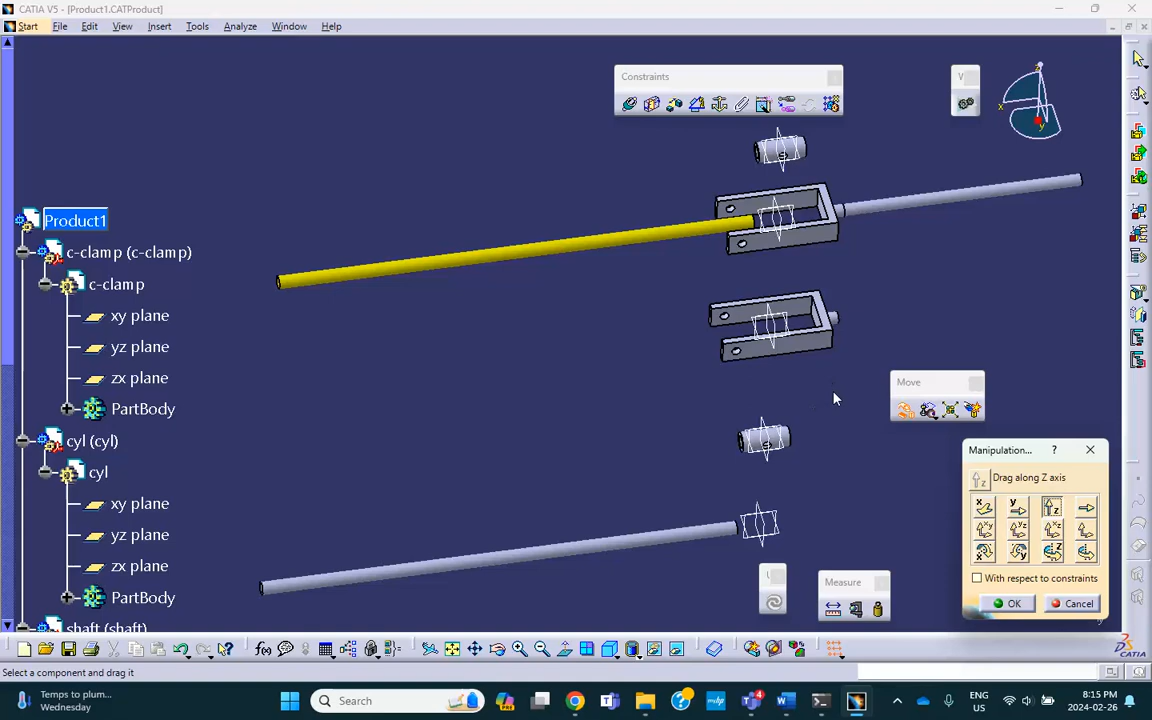 CATIA V5 - [Product1.CATProduct]
Start File Edit View Insert Tools Analyze Window Help
Constraints
V
z
x
y
Product1
c-clamp (c-clamp)
c-clamp
xy plane
yz plane
zx plane
PartBody
cyl (cyl)
cyl
xy plane
yz plane
zx plane
PartBody
shaft (shaft)
Move
Manipulation... ?
Drag along Z axis
With respect to constraints
OK Cancel
Measure
Select a component and drag it
Temps to plum...
Wednesday
Search
ENG
US
8:15 PM
2024-02-26